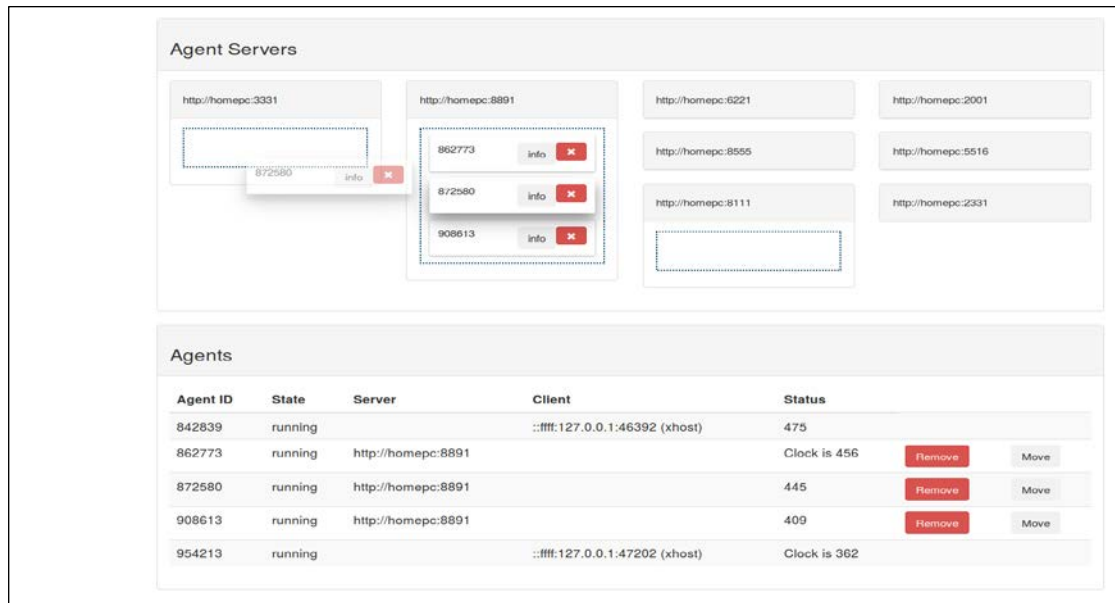 Agent Servers
http://homepc:3331
http://homepc:8891
http://homepc:6221
http://homepc:2001
862773 info ×
872580 info ×
872580 info ×
908613 info ×
http://homepc:8555
http://homepc:5516
http://homepc:8111
http://homepc:2331
Agents
Agent ID State Server Client Status
842839 running ::ffff:127.0.0.1:46392 (xhost) 475
862773 running http://homepc:8891 Clock is 456 Remove Move
872580 running http://homepc:8891 445 Remove Move
908613 running http://homepc:8891 409 Remove Move
954213 running ::ffff:127.0.0.1:47202 (xhost) Clock is 362